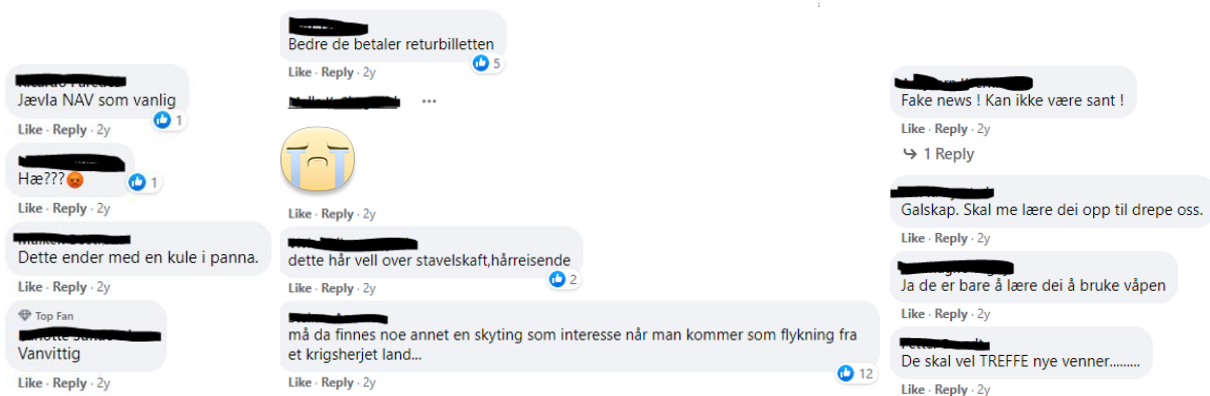 Jævla NAV som vanlig
1
Like · Reply · 2y
Hæ???😡
1
Like · Reply · 2y
Dette ender med en kule i panna.
Like · Reply · 2y
Top Fan
Vanvittig
Like · Reply · 2y
Bedre de betaler returbilletten
5
Like · Reply · 2y
Like · Reply · 2y
dette hår vell over stavelskaft,hårreisende
2
Like · Reply · 2y
må da finnes noe annet en skyting som interesse når man kommer som flykning fra
et krigsherjet land...
12
Like · Reply · 2y
Fake news ! Kan ikke være sant !
Like · Reply · 2y
1 Reply
Galskap. Skal me lære dei opp til drepe oss.
Like · Reply · 2y
Ja de er bare å lære dei å bruke våpen
Like · Reply · 2y
De skal vel TREFFE nye venner.........
Like · Reply · 2y